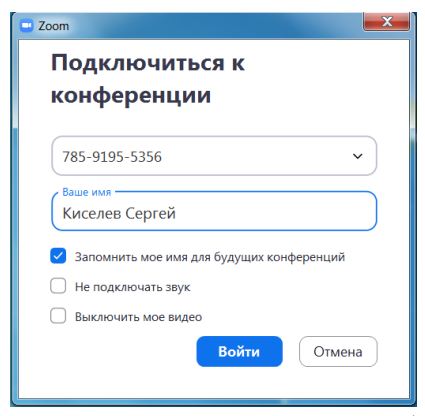 Zoom
Подключиться к
конференции
785-9195-5356
Ваше имя
Киселев Сергей
Запомнить мое имя для будущих конференций
Не подключать звук
Выключить мое видео
Войти Отмена